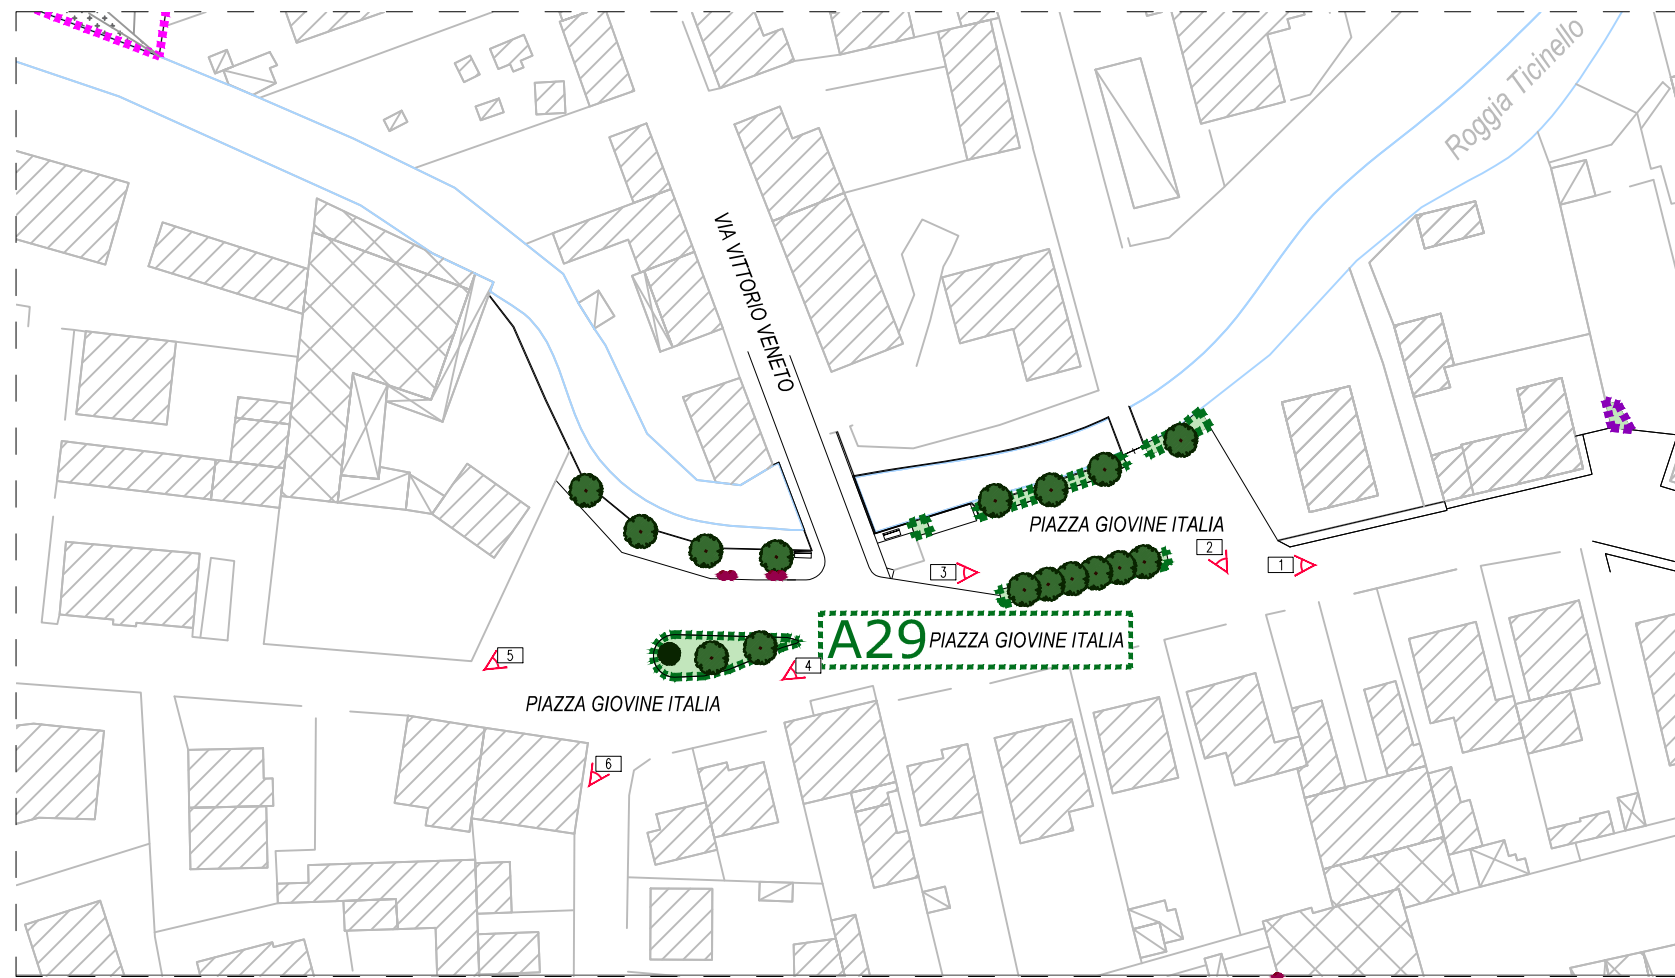 Roggia Ticinello
VIA VITTORIO VENETO
PIAZZA GIOVINE ITALIA
2
1
3
A29 PIAZZA GIOVINE ITALIA
5
4
PIAZZA GIOVINE ITALIA
6